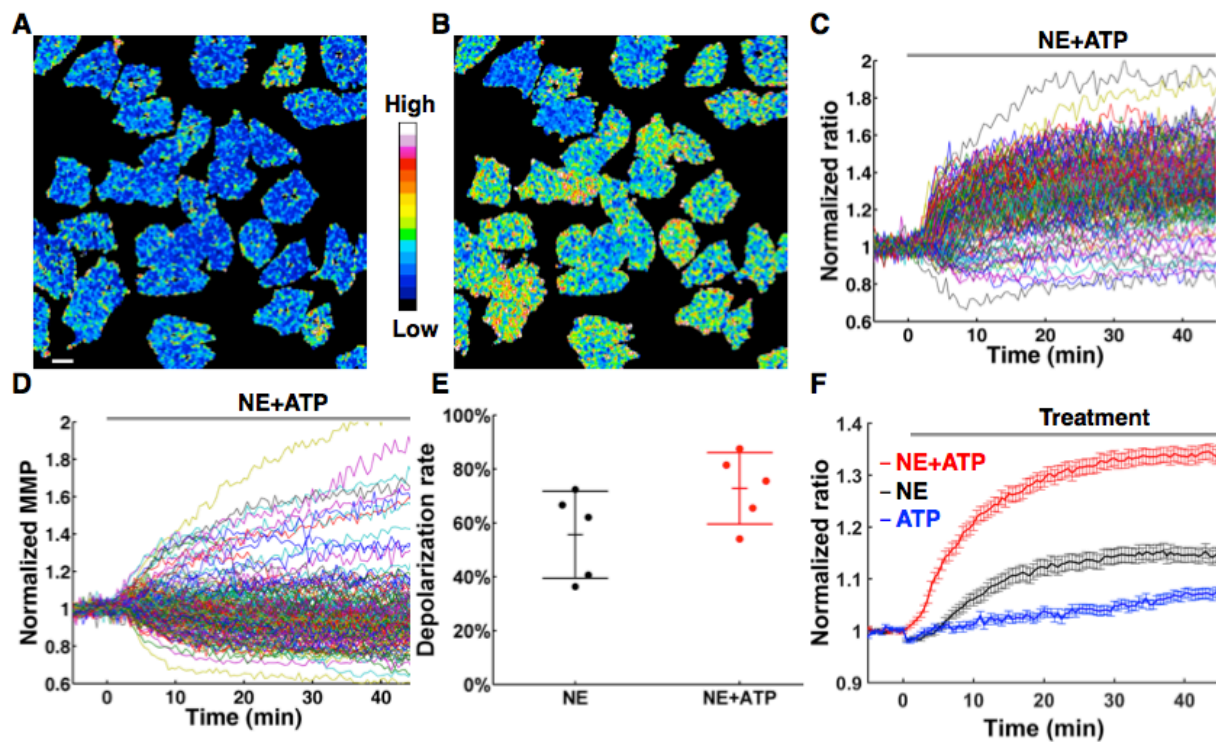 A
B
C
High
Low
NE+ATP
Normalized ratio
2
1.8
1.6
1.4
1.2
1
0.8
0.6
0
10
20
30
40
Time (min)
D
NE+ATP
Normalized MMP
2
1.8
1.6
1.4
1.2
1
0.8
0.6
0
10
20
30
40
Time (min)
E
Depolarization rate
100%
80%
60%
40%
20%
0%
NE
NE+ATP
F
Treatment
Normalized ratio
1.4
1.3
1.2
1.1
1
0.9
NE+ATP
NE
ATP
0
10
20
30
40
Time (min)